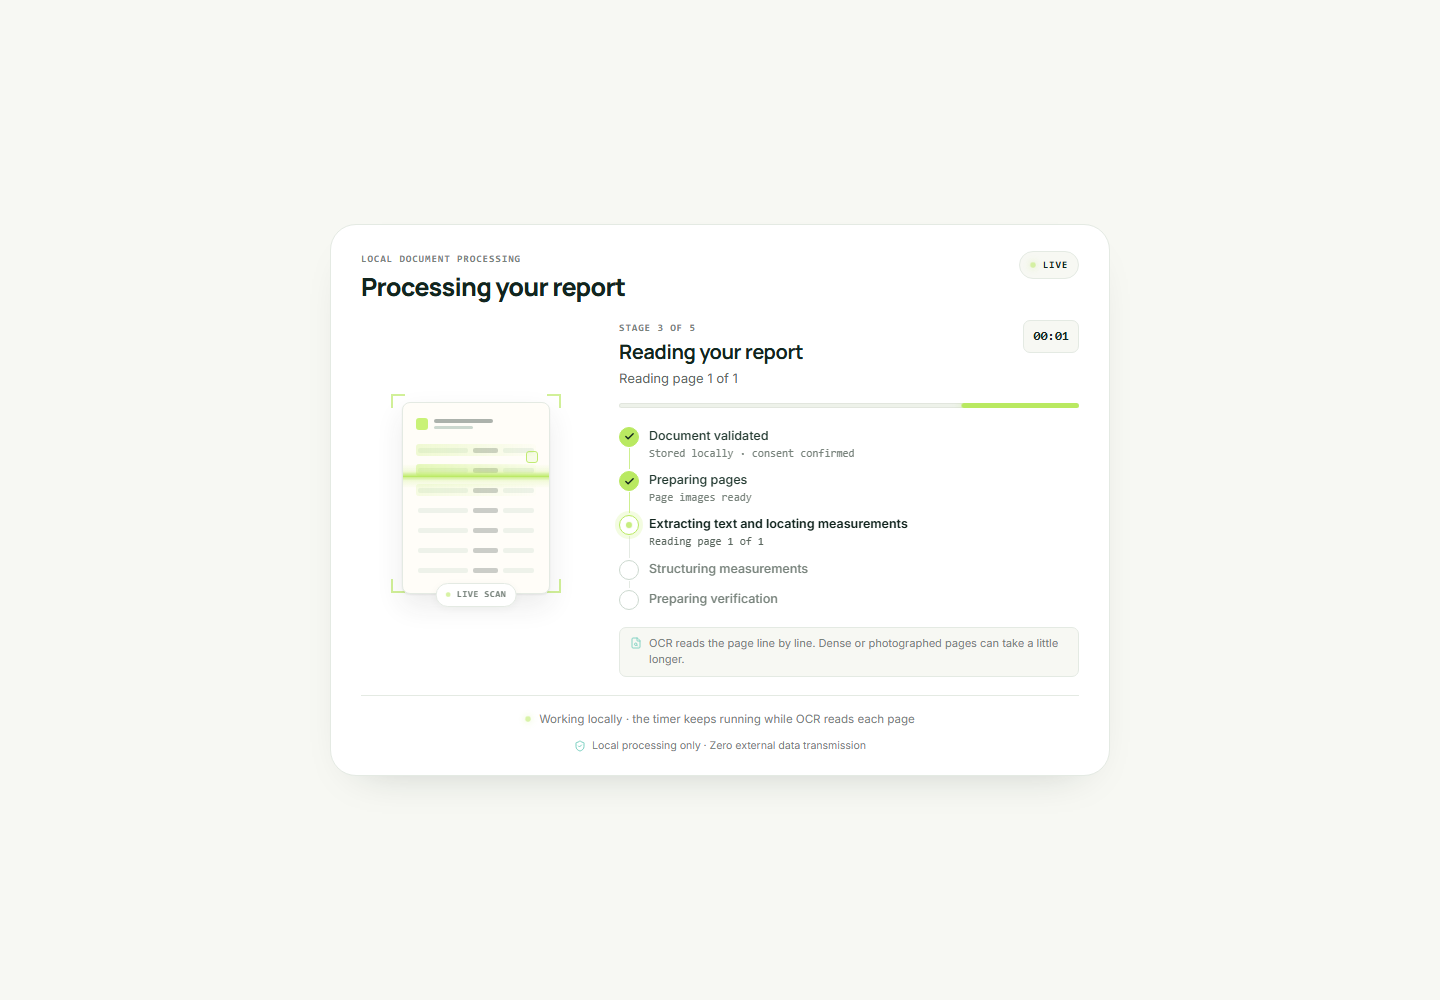 LOCAL DOCUMENT PROCESSING
Processing your report
LIVE
STAGE 3 OF 5
Reading your report
Reading page 1 of 1
00:01
Document validated
Stored locally · consent confirmed
Preparing pages
Page images ready
Extracting text and locating measurements
Reading page 1 of 1
Structuring measurements
Preparing verification
LIVE SCAN
OCR reads the page line by line. Dense or photographed pages can take a little
longer.
Working locally · the timer keeps running while OCR reads each page
Local processing only · Zero external data transmission